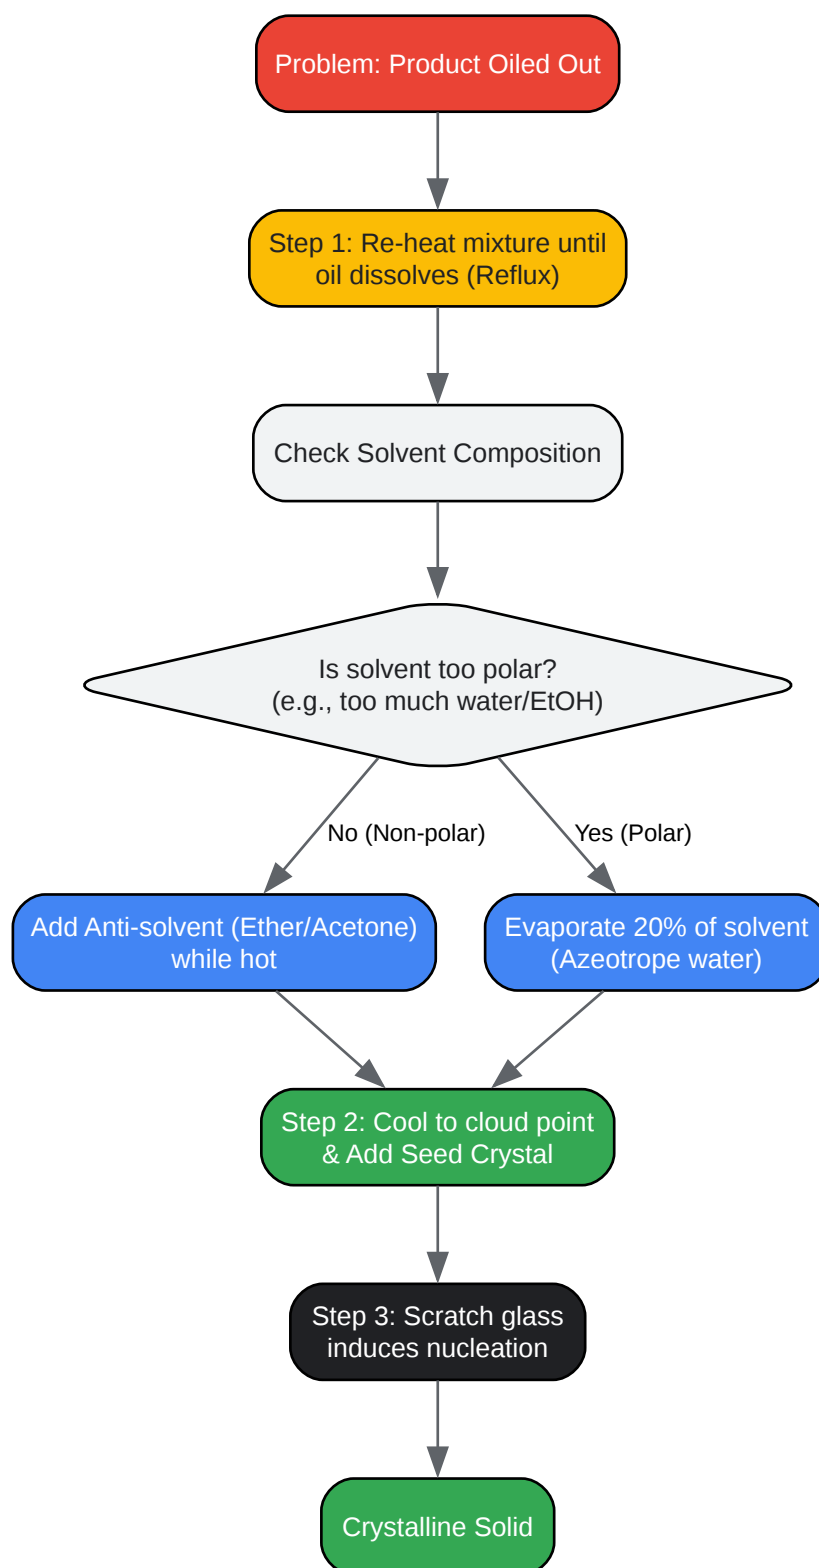 Problem: Product Oiled Out
Step 1: Re-heat mixture until
oil dissolves (Reflux)
Check Solvent Composition
Is solvent too polar?
(e.g., too much water/EtOH)
No (Non-polar)
Yes (Polar)
Add Anti-solvent (Ether/Acetone)
while hot
Evaporate 20% of solvent
(Azeotrope water)
Step 2: Cool to cloud point
& Add Seed Crystal
Step 3: Scratch glass
induces nucleation
Crystalline Solid